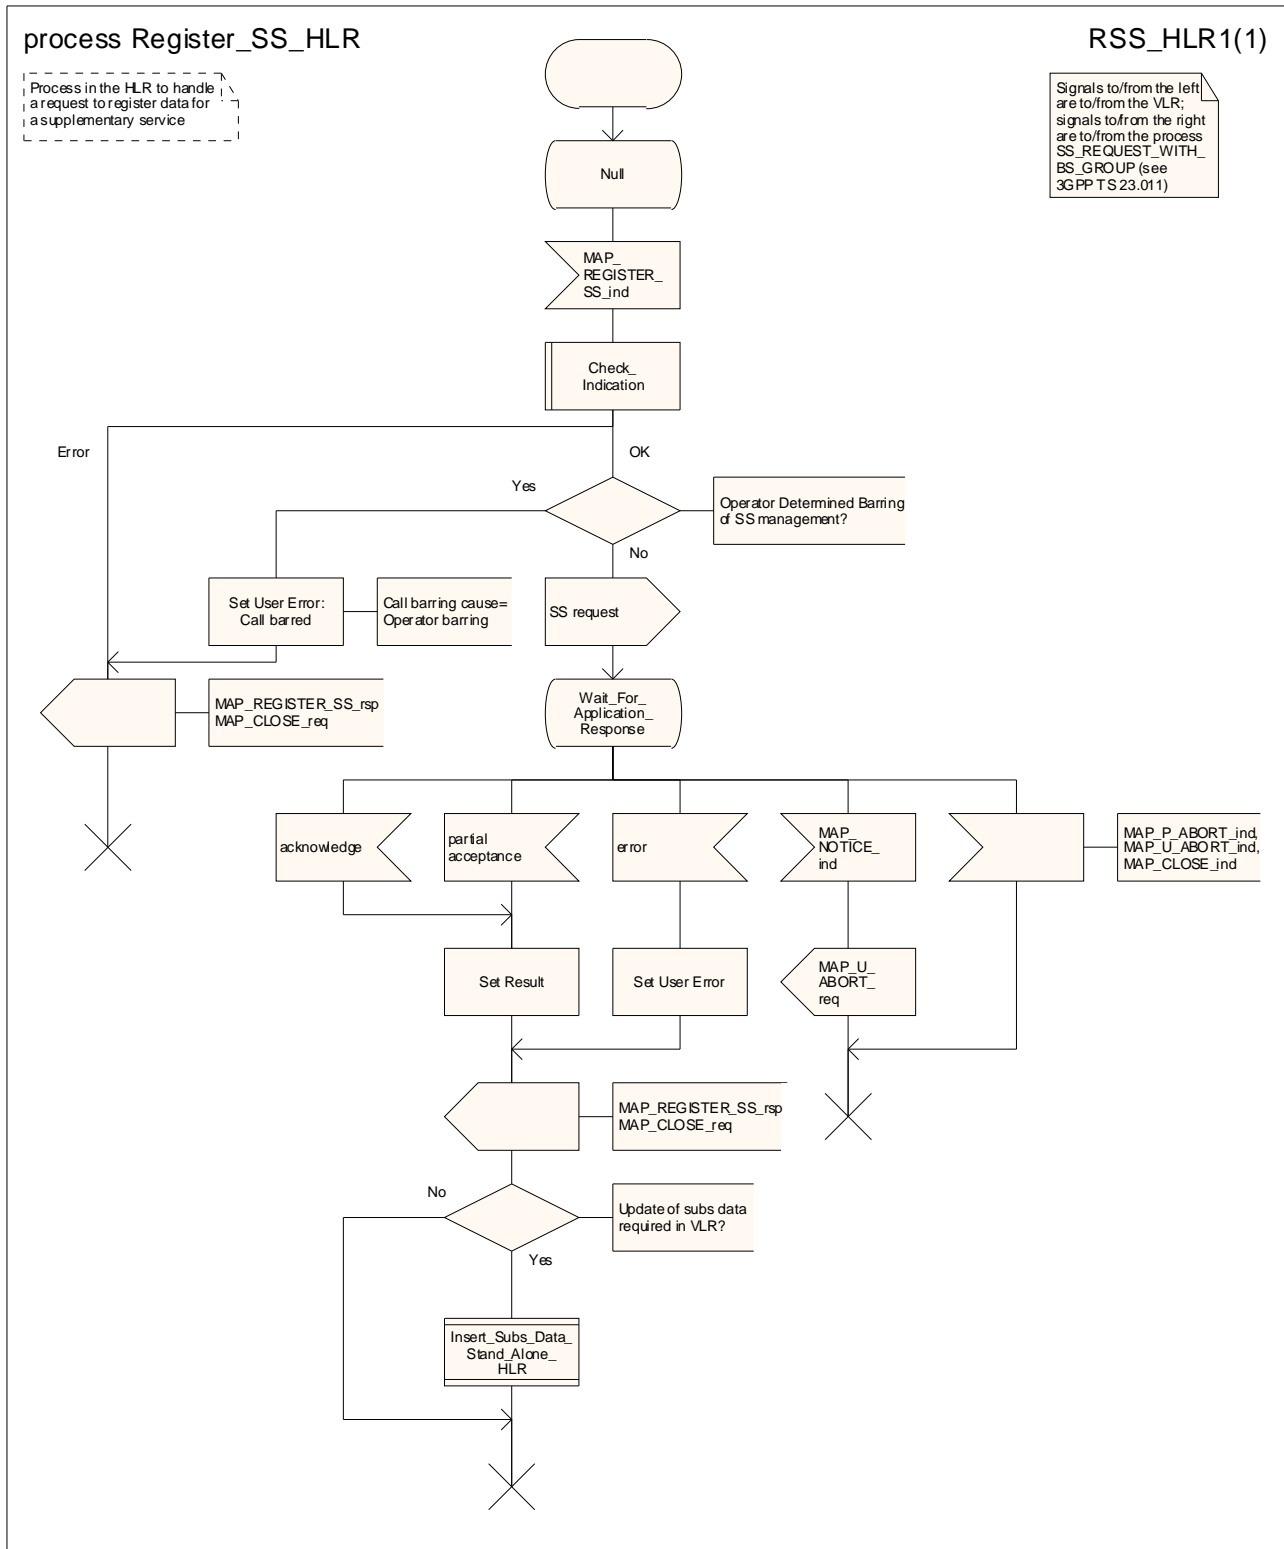 process Register_SS_HLR
RSS_HLR1(1)
Process in the HLR to handle
a request to register data for
a supplementary service
Signals to/from the left
are to/from the VLR;
signals to/from the right
are to/from the process
SS_REQUEST_WITH_
BS_GROUP (see
3GPP TS 23.011)
Null
MAP_
REGISTER_
SS_ind
Check_
Indication
Error
OK
Yes
Operator Determined Barring
of SS management?
No
Set User Error:
Call barred
Call barring cause=
Operator barring
SS request
MAP_REGISTER_SS_rsp
MAP_CLOSE_req
Wait_For_
Application_
Response
acknowledge
partial
acceptance
error
MAP_
NOTICE_
ind
MAP_P_ABORT_ind,
MAP_U_ABORT_ind,
MAP_CLOSE_ind
Set Result
Set User Error
MAP_U_
ABORT_
req
MAP_REGISTER_SS_rsp
MAP_CLOSE_req
No
Update of subs data
required in VLR?
Yes
Insert_Subs_Data_
Stand_Alone_
HLR